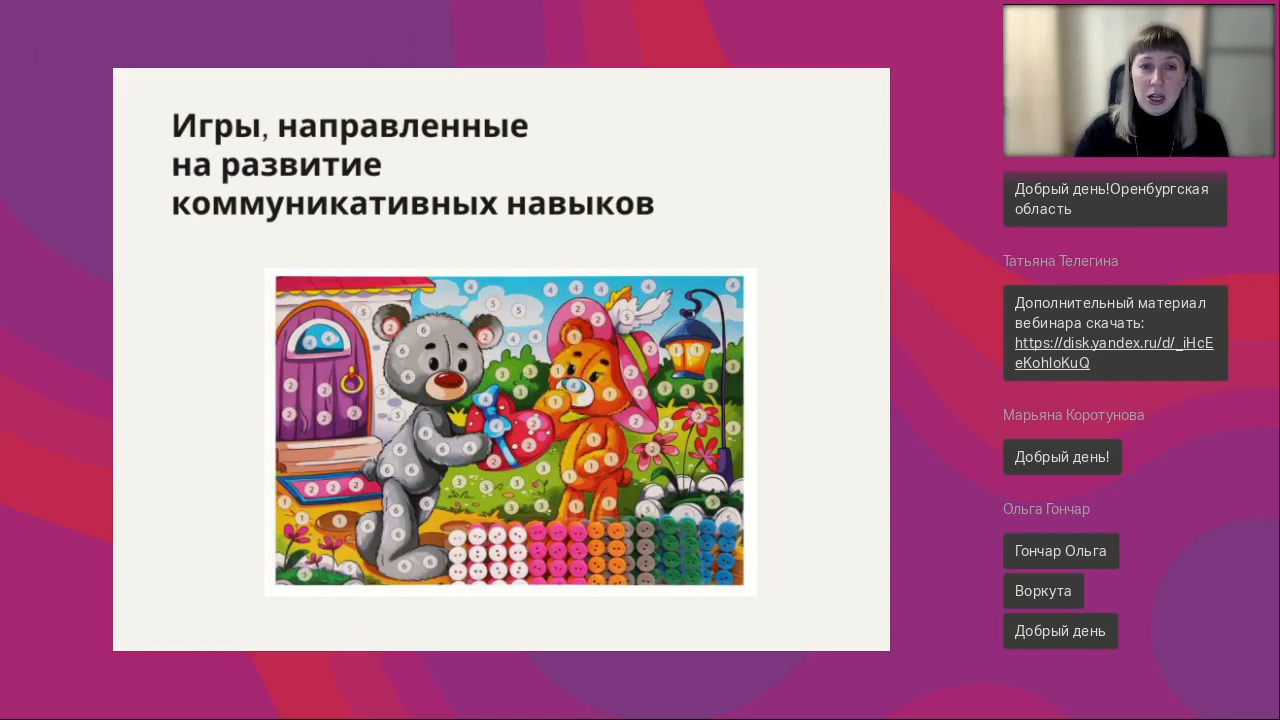 Игры, направленные
на развитие
коммуникативных навыков
Добрый день!Оренбургская
область
Татьяна Телегина
Дополнительный материал
вебинара скачать:
https://disk.yandex.ru/d/_iHcE
eKohloKuQ
Марьяна Коротунова
Добрый день!
Ольга Гончар
Гончар Ольга
Воркута
Добрый день